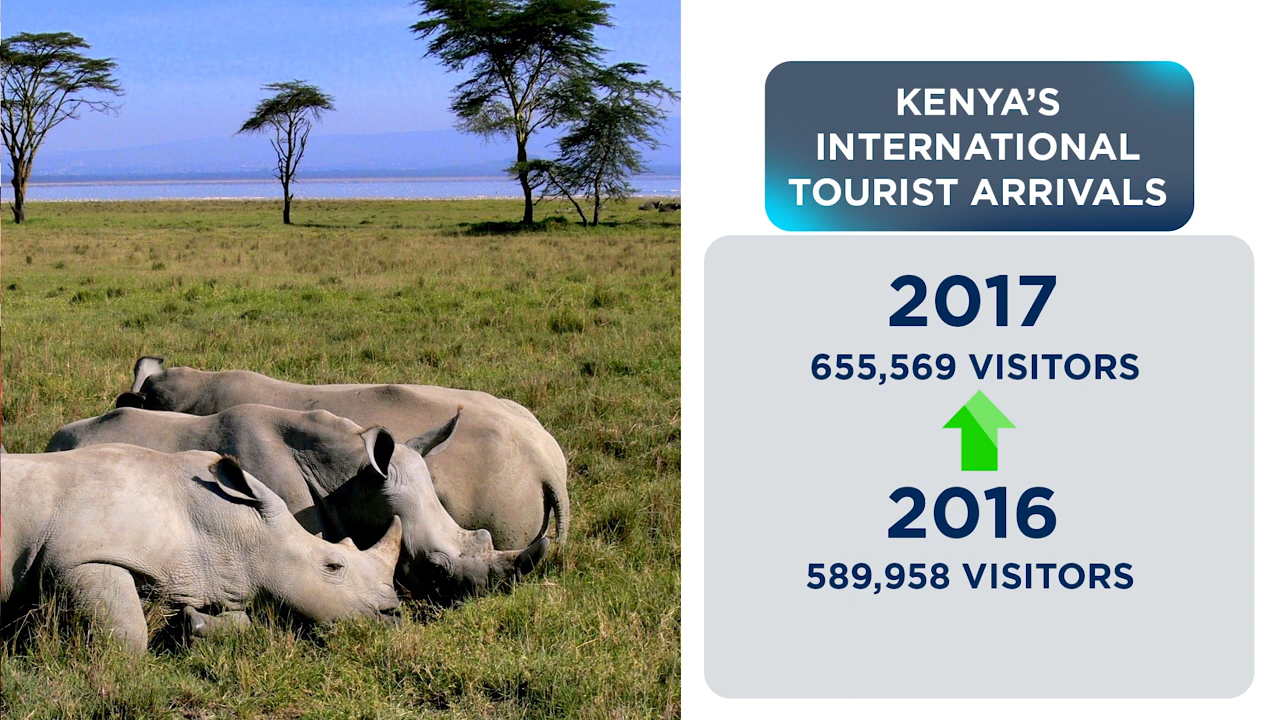 KENYA’S
INTERNATIONAL
TOURIST ARRIVALS
2017
655,569 VISITORS
2016
589,958 VISITORS